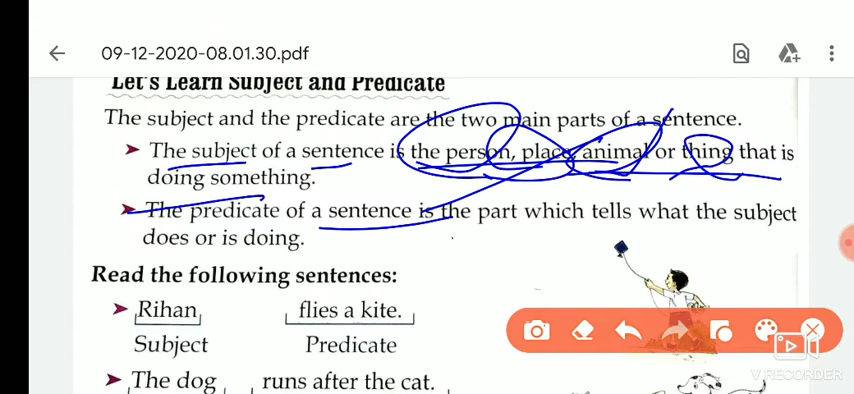 09-12-2020-08.01.30.pdf
Let's Learn Subject and Predicate
The subject and the predicate are the two main parts of a sentence.
➤ The subject of a sentence is the person, place, animal or thing that is
doing something.
➤ The predicate of a sentence is the part which tells what the subject
does or is doing.
Read the following sentences:
➤ Rihan flies a kite.
Subject Predicate
➤ The dog runs after the cat.
V RECORDER